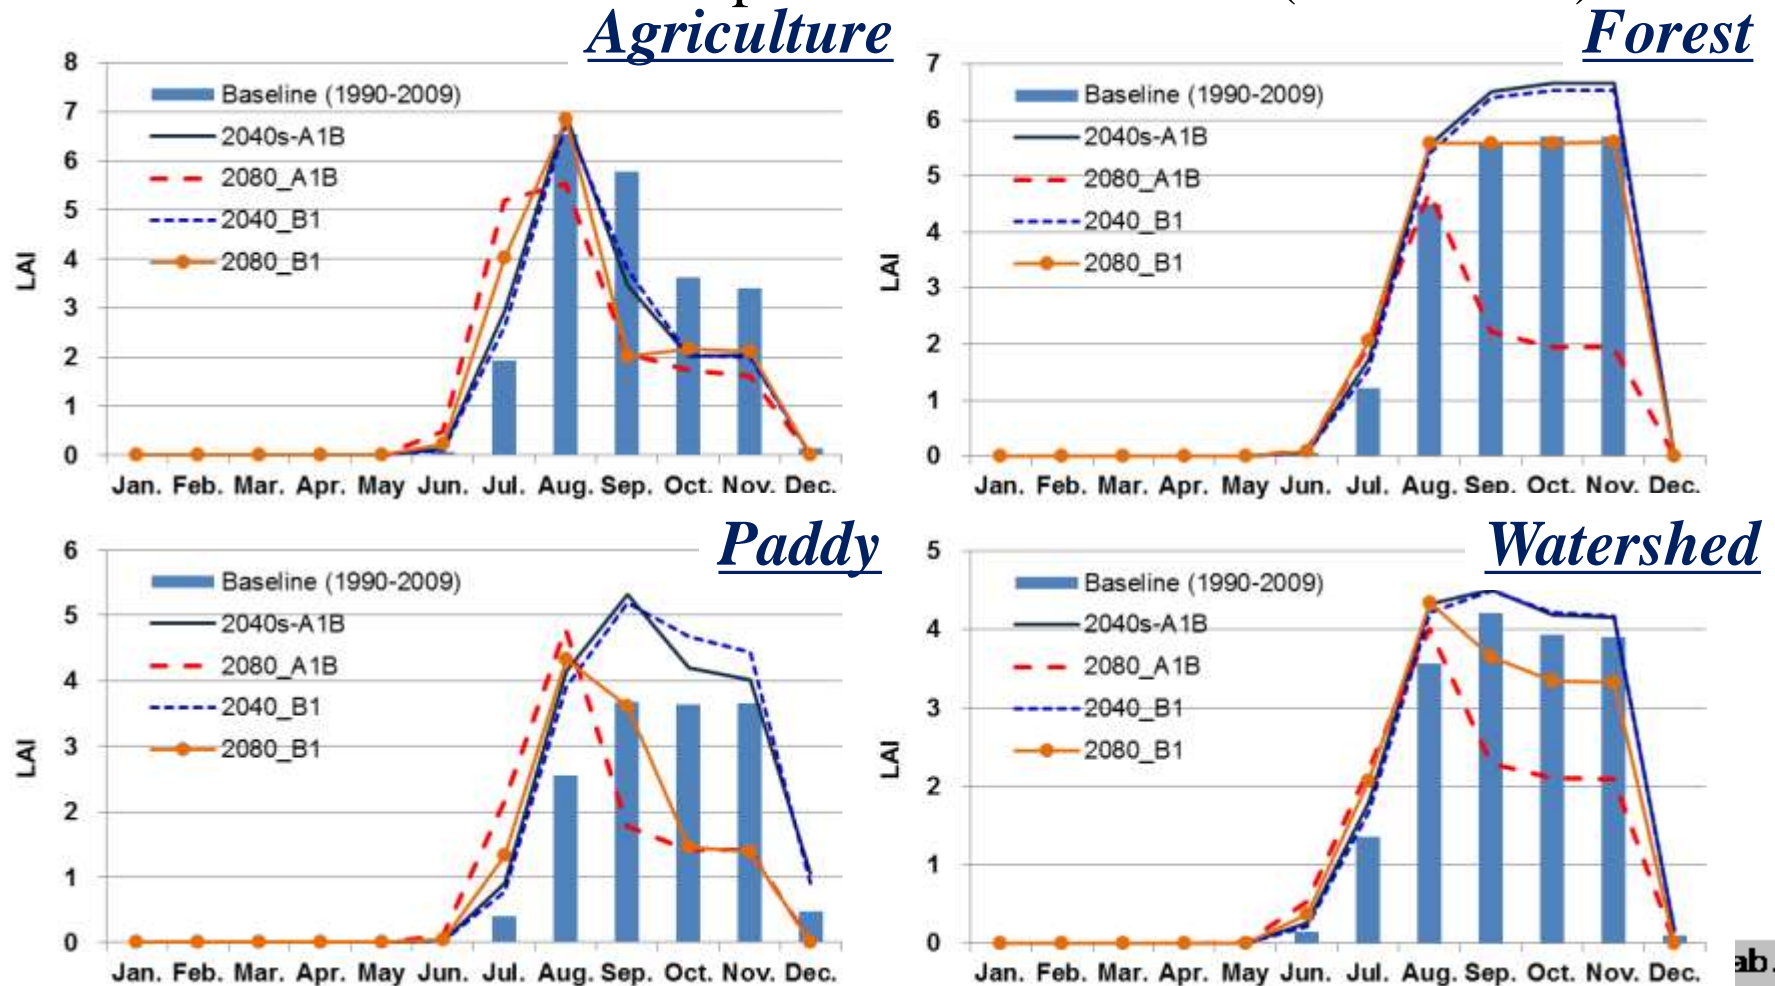 Agriculture
8
7
6
5
4
3
2
1
0
LAI
Baseline (1990-2009)
2040s-A1B
2080_A1B
2040_B1
2080_B1
Jan. Feb. Mar. Apr. May Jun. Jul. Aug. Sep. Oct. Nov. Dec.
Forest
7
6
5
4
3
2
1
0
LAI
Baseline (1990-2009)
2040s-A1B
2080_A1B
2040_B1
2080_B1
Jan. Feb. Mar. Apr. May Jun. Jul. Aug. Sep. Oct. Nov. Dec.
Paddy
6
5
4
3
2
1
0
LAI
Baseline (1990-2009)
2040s-A1B
2080_A1B
2040_B1
2080_B1
Jan. Feb. Mar. Apr. May Jun. Jul. Aug. Sep. Oct. Nov. Dec.
Watershed
5
4
3
2
1
0
LAI
Baseline (1990-2009)
2040s-A1B
2080_A1B
2040_B1
2080_B1
Jan. Feb. Mar. Apr. May Jun. Jul. Aug. Sep. Oct. Nov. Dec.
ab.